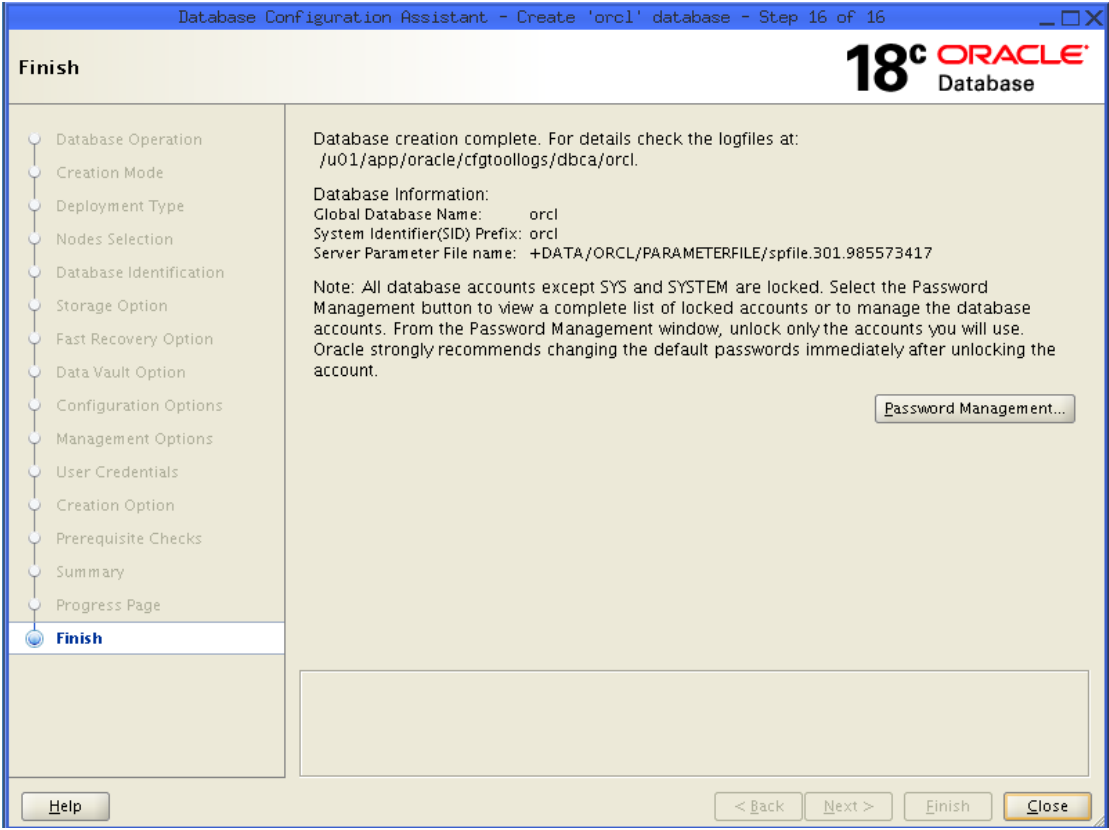 Database Configuration Assistant - Create 'orcl' database - Step 16 of 16
Finish
18c ORACLE
Database
Database Operation
Creation Mode
Deployment Type
Nodes Selection
Database Identification
Storage Option
Fast Recovery Option
Data Vault Option
Configuration Options
Management Options
User Credentials
Creation Option
Prerequisite Checks
Summary
Progress Page
Finish
Database creation complete. For details check the logfiles at:
/u01/app/oracle/cfgtoollogs/dbca/orcl.
Database Information:
Global Database Name: orcl
System Identifier(SID) Prefix: orcl
Server Parameter File name: +DATA/ORCL/PARAMETERFILE/spfile.301.985573417
Note: All database accounts except SYS and SYSTEM are locked. Select the Password
Management button to view a complete list of locked accounts or to manage the database
accounts. From the Password Management window, unlock only the accounts you will use.
Oracle strongly recommends changing the default passwords immediately after unlocking the
account.
Password Management...
Help
< Back
Next >
Finish
Close